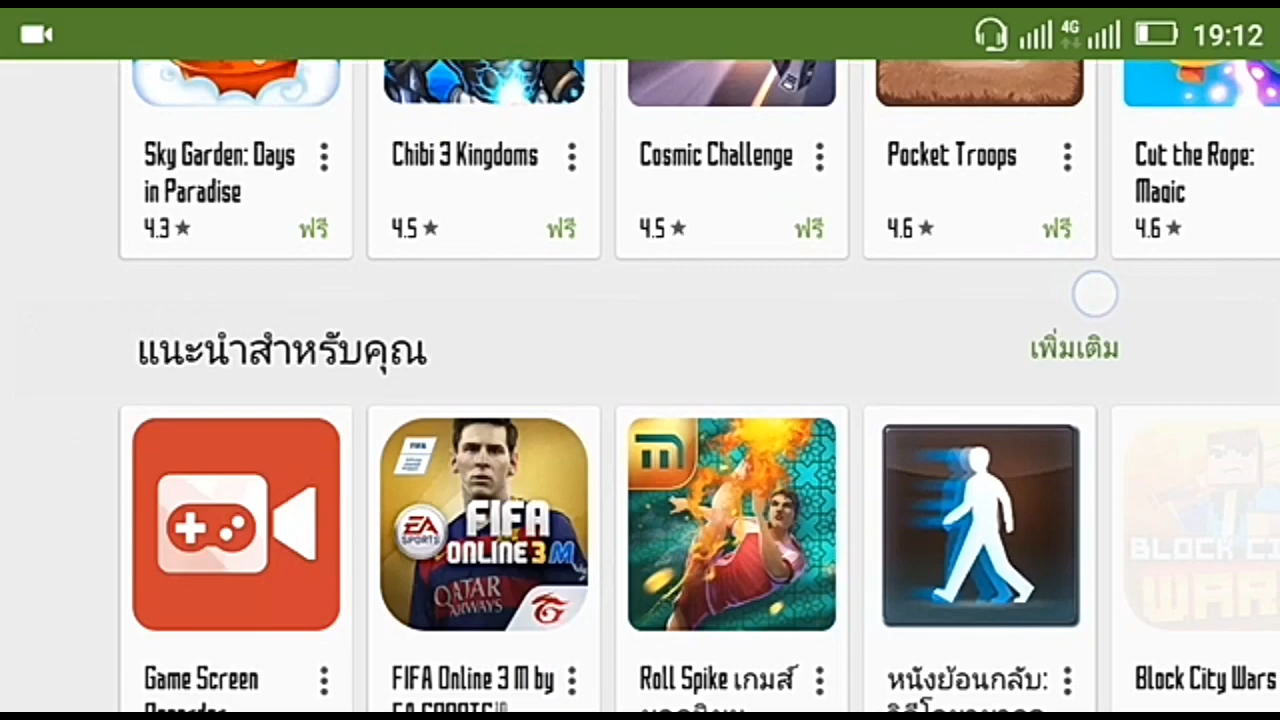 4G 19:12
Sky Garden: Days
in Paradise
4.3 ★ ฟรี
Chibi 3 Kingdoms
4.5 ★ ฟรี
Cosmic Challenge
4.5 ★ ฟรี
Pocket Troops
4.6 ★ ฟรี
Cut the Rope:
Magic
4.6 ★
แนะนำสำหรับคุณ
เพิ่มเติม
FIFA
EA
SPORTS
FIFA
ONLINE 3 M
QATAR
AIRWAYS
BLOCK CI
WAR
Game Screen
FIFA Online 3 M by
EA SPORTS
Roll Spike เกมส์
หนังย้อนกลับ:
Block City Wars